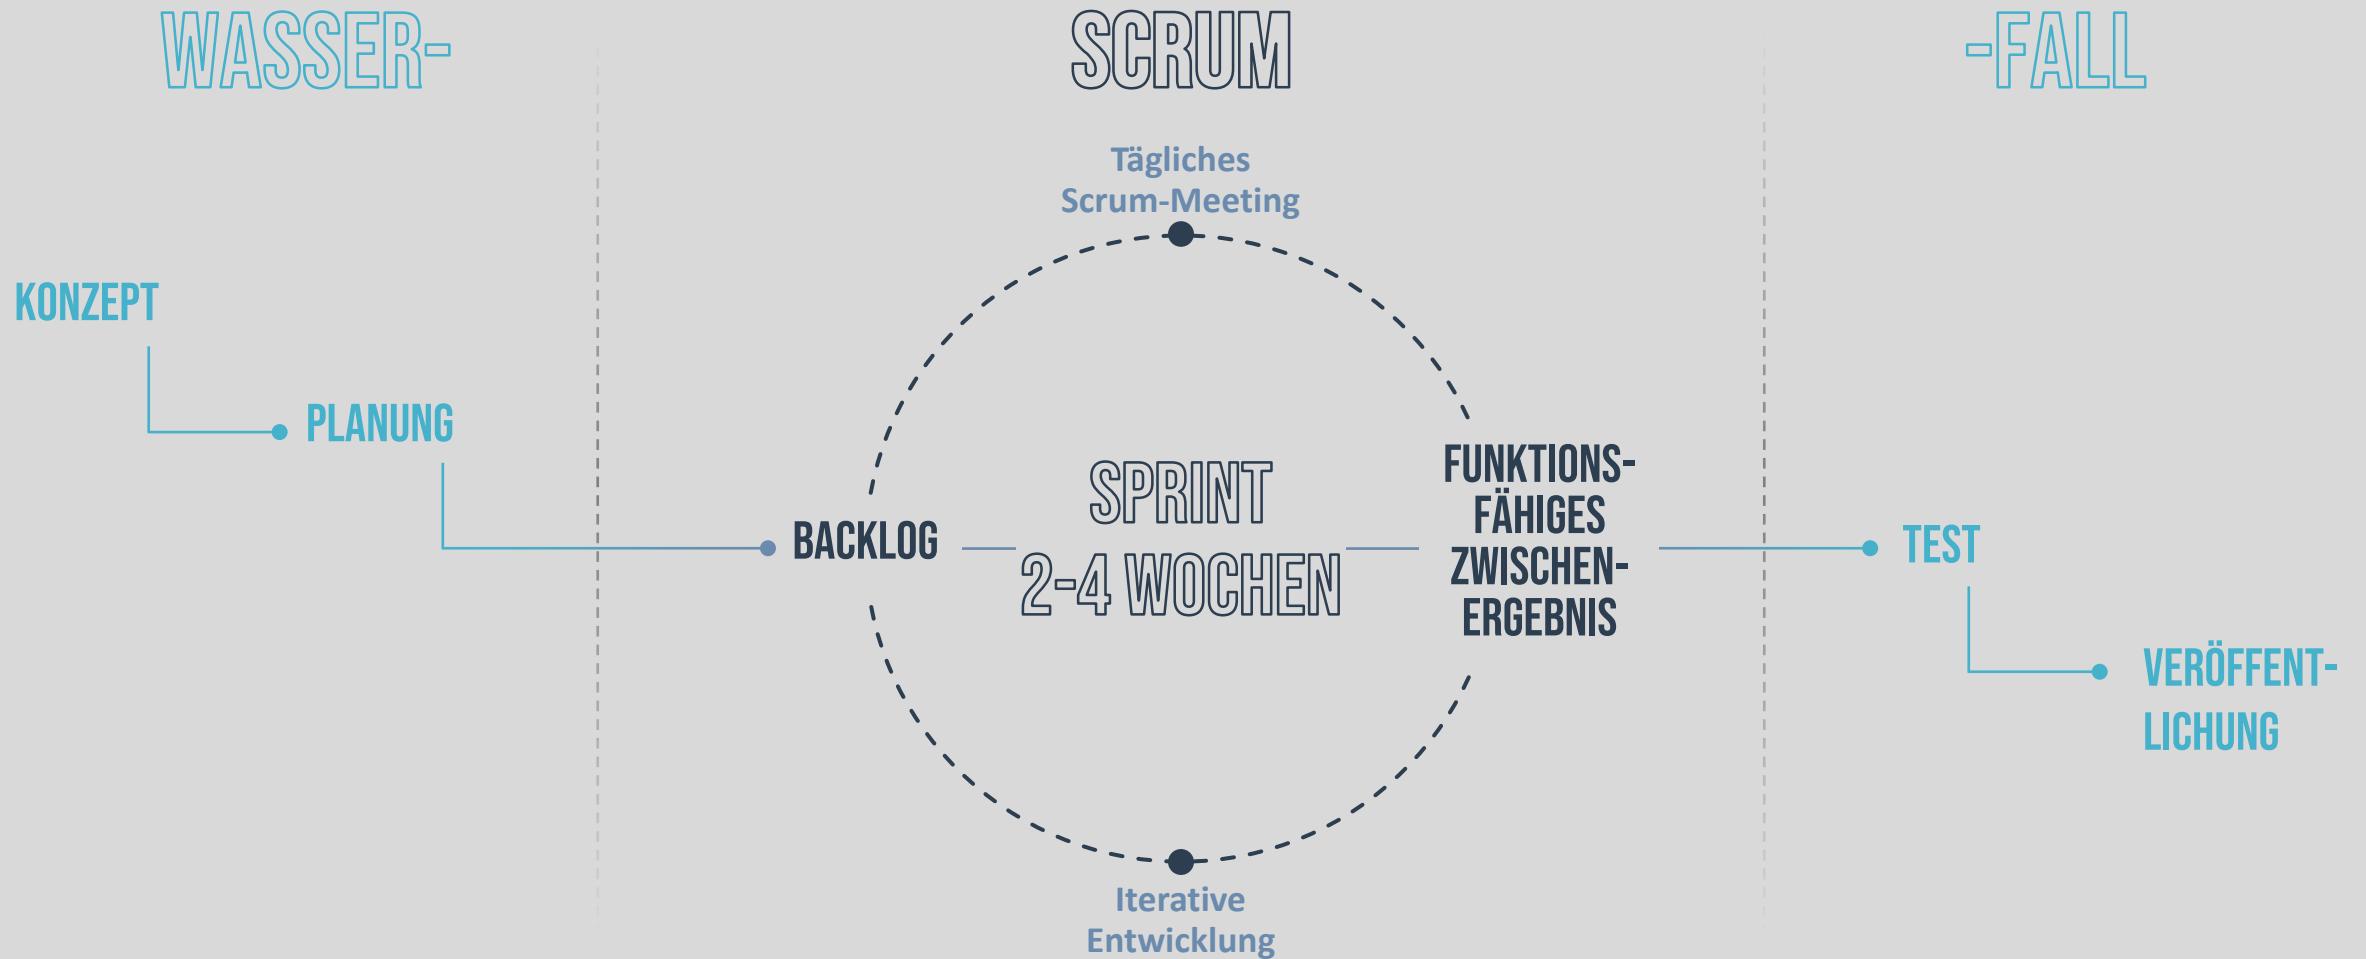 WASSER-
SCRUM
-FALL
Tägliches
Scrum-Meeting
KONZEPT
PLANUNG
BACKLOG
SPRINT
2-4 WOCHEN
FUNKTIONS-
FÄHIGES
ZWISCHEN-
ERGEBNIS
TEST
VERÖFFENT-
LICHUNG
Iterative
Entwicklung